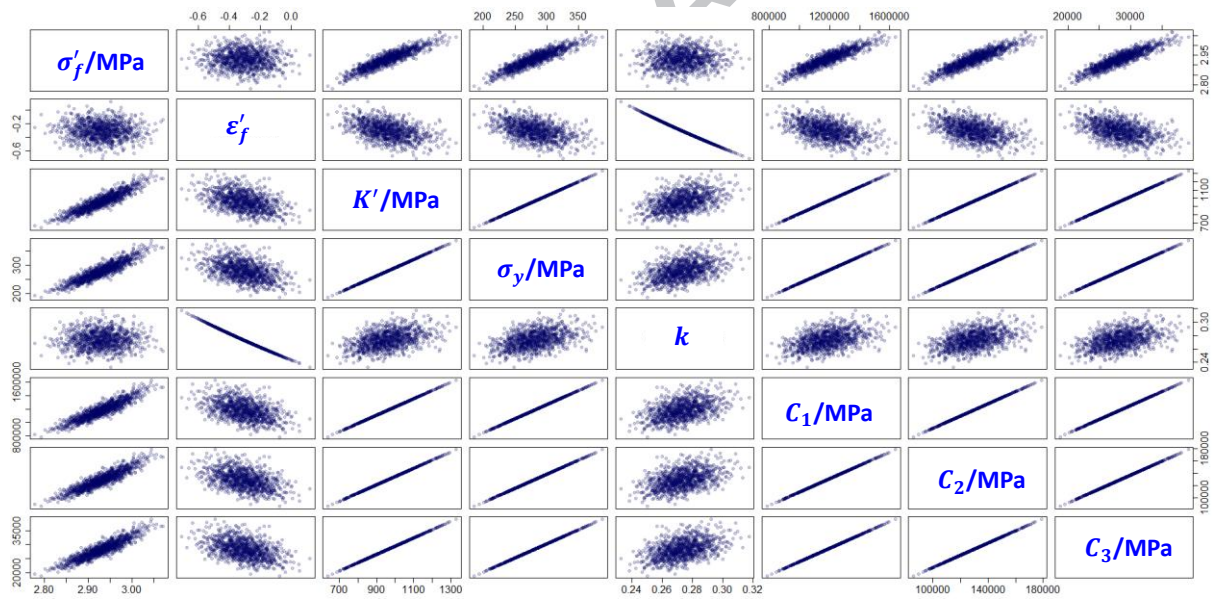 -0.6 -0.2 0.0 200 250 350 800000 1200000 1600000 20000 30000
σ′f/MPa 2.80 2.95
-0.6 -0.2 ε′f
K′/MPa 700 1100
200 300 σy/MPa
k 0.24 0.30
800000 1600000 C1/MPa
C2/MPa 100000 180000
20000 35000 C3/MPa
2.80 2.90 3.00 700 900 1100 1300 0.24 0.26 0.28 0.30 0.32 100000 140000 180000